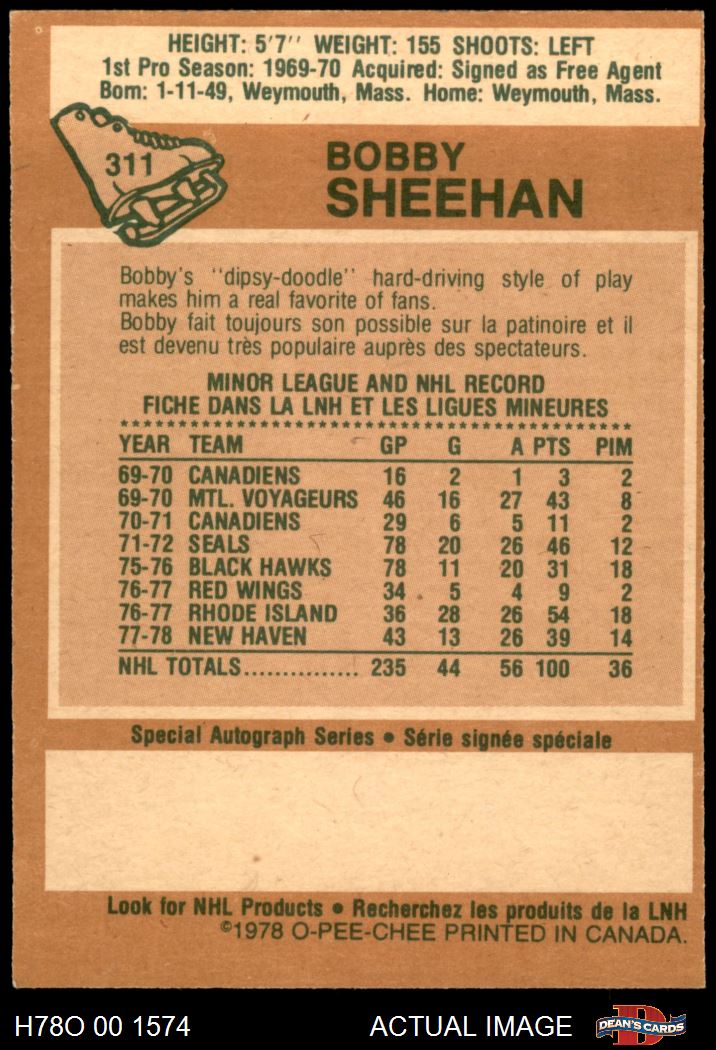 HEIGHT: 5'7'' WEIGHT: 155 SHOOTS: LEFT
1st Pro Season: 1969-70 Acquired: Signed as Free Agent
Born: 1-11-49, Weymouth, Mass. Home: Weymouth, Mass.
311
BOBBY
SHEEHAN
Bobby's ''dipsy-doodle'' hard-driving style of play
makes him a real favorite of fans.
Bobby fait toujours son possible sur la patinoire et il
est devenu très populaire auprès des spectateurs.
MINOR LEAGUE AND NHL RECORD
FICHE DANS LA LNH ET LES LIGUES MINEURES
YEAR TEAM GP G A PTS PIM
69-70 CANADIENS 16 2 1 3 2
69-70 MTL. VOYAGEURS 46 16 27 43 8
70-71 CANADIENS 29 6 5 11 2
71-72 SEALS 78 20 26 46 12
75-76 BLACK HAWKS 78 11 20 31 18
76-77 RED WINGS 34 5 4 9 2
76-77 RHODE ISLAND 36 28 26 54 18
77-78 NEW HAVEN 43 13 26 39 14
NHL TOTALS............... 235 44 56 100 36
Special Autograph Series • Série signée spéciale
Look for NHL Products • Recherchez les produits de la LNH
©1978 O-PEE-CHEE PRINTED IN CANADA.
H78O 00 1574 ACTUAL IMAGE D DEAN'S CARDS